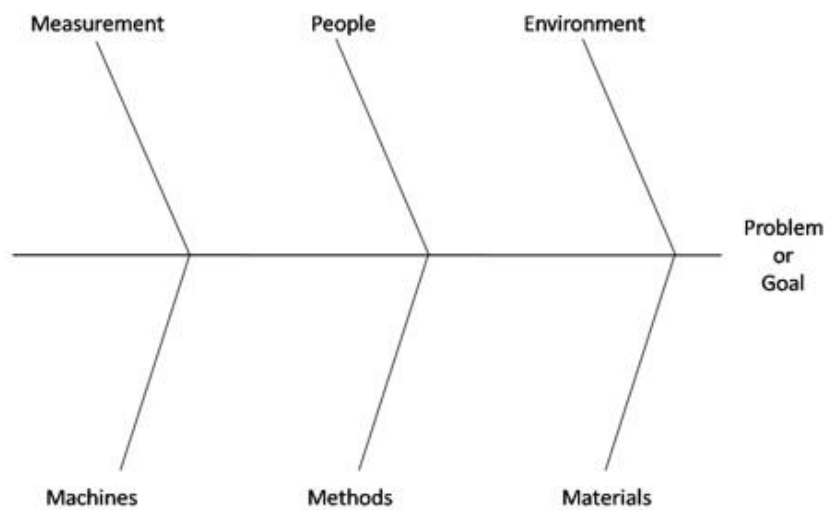 Measurement
People
Environment
Problem
or
Goal
Machines
Methods
Materials